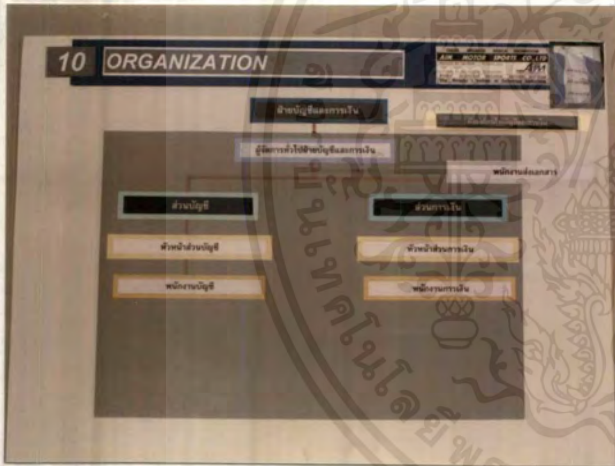 10 ORGANIZATION
AIM MOTOR SPORTS CO.,LTD
ฝ่ายบัญชีและการเงิน
ผู้จัดการทั่วไปฝ่ายบัญชีและการเงิน
พนักงานส่งเอกสาร
ส่วนบัญชี
ส่วนการเงิน
หัวหน้าส่วนบัญชี
หัวหน้าส่วนการเงิน
พนักงานบัญชี
พนักงานการเงิน